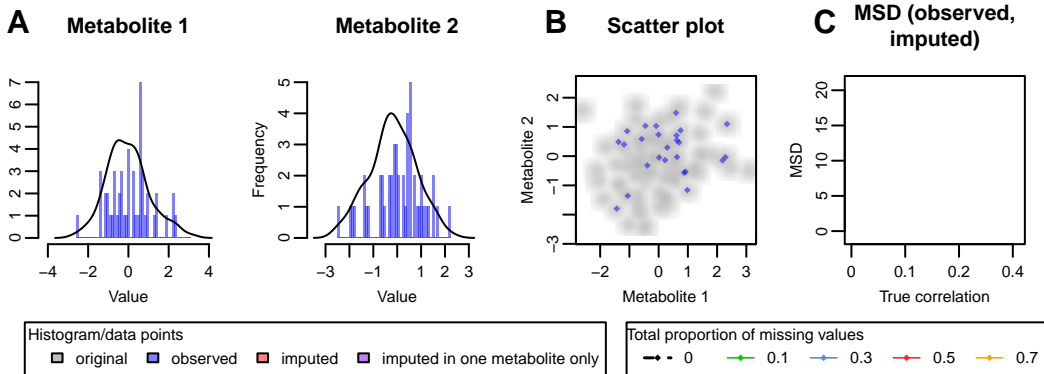 A
Metabolite 1
Metabolite 2
B
Scatter plot
C
MSD (observed,
imputed)
0 1 2 3 4 5 6 7
−4 −2 0 2 4
Value
Frequency
0 1 2 3 4 5
−3 −1 1 3
Value
Metabolite 2
−3 −1 0 1 2
−2 0 1 2 3
Metabolite 1
MSD
0 5 10 15 20
0 0.1 0.2 0.4
True correlation
Histogram/data points
original observed imputed imputed in one metabolite only
Total proportion of missing values
0 0.1 0.3 0.5 0.7